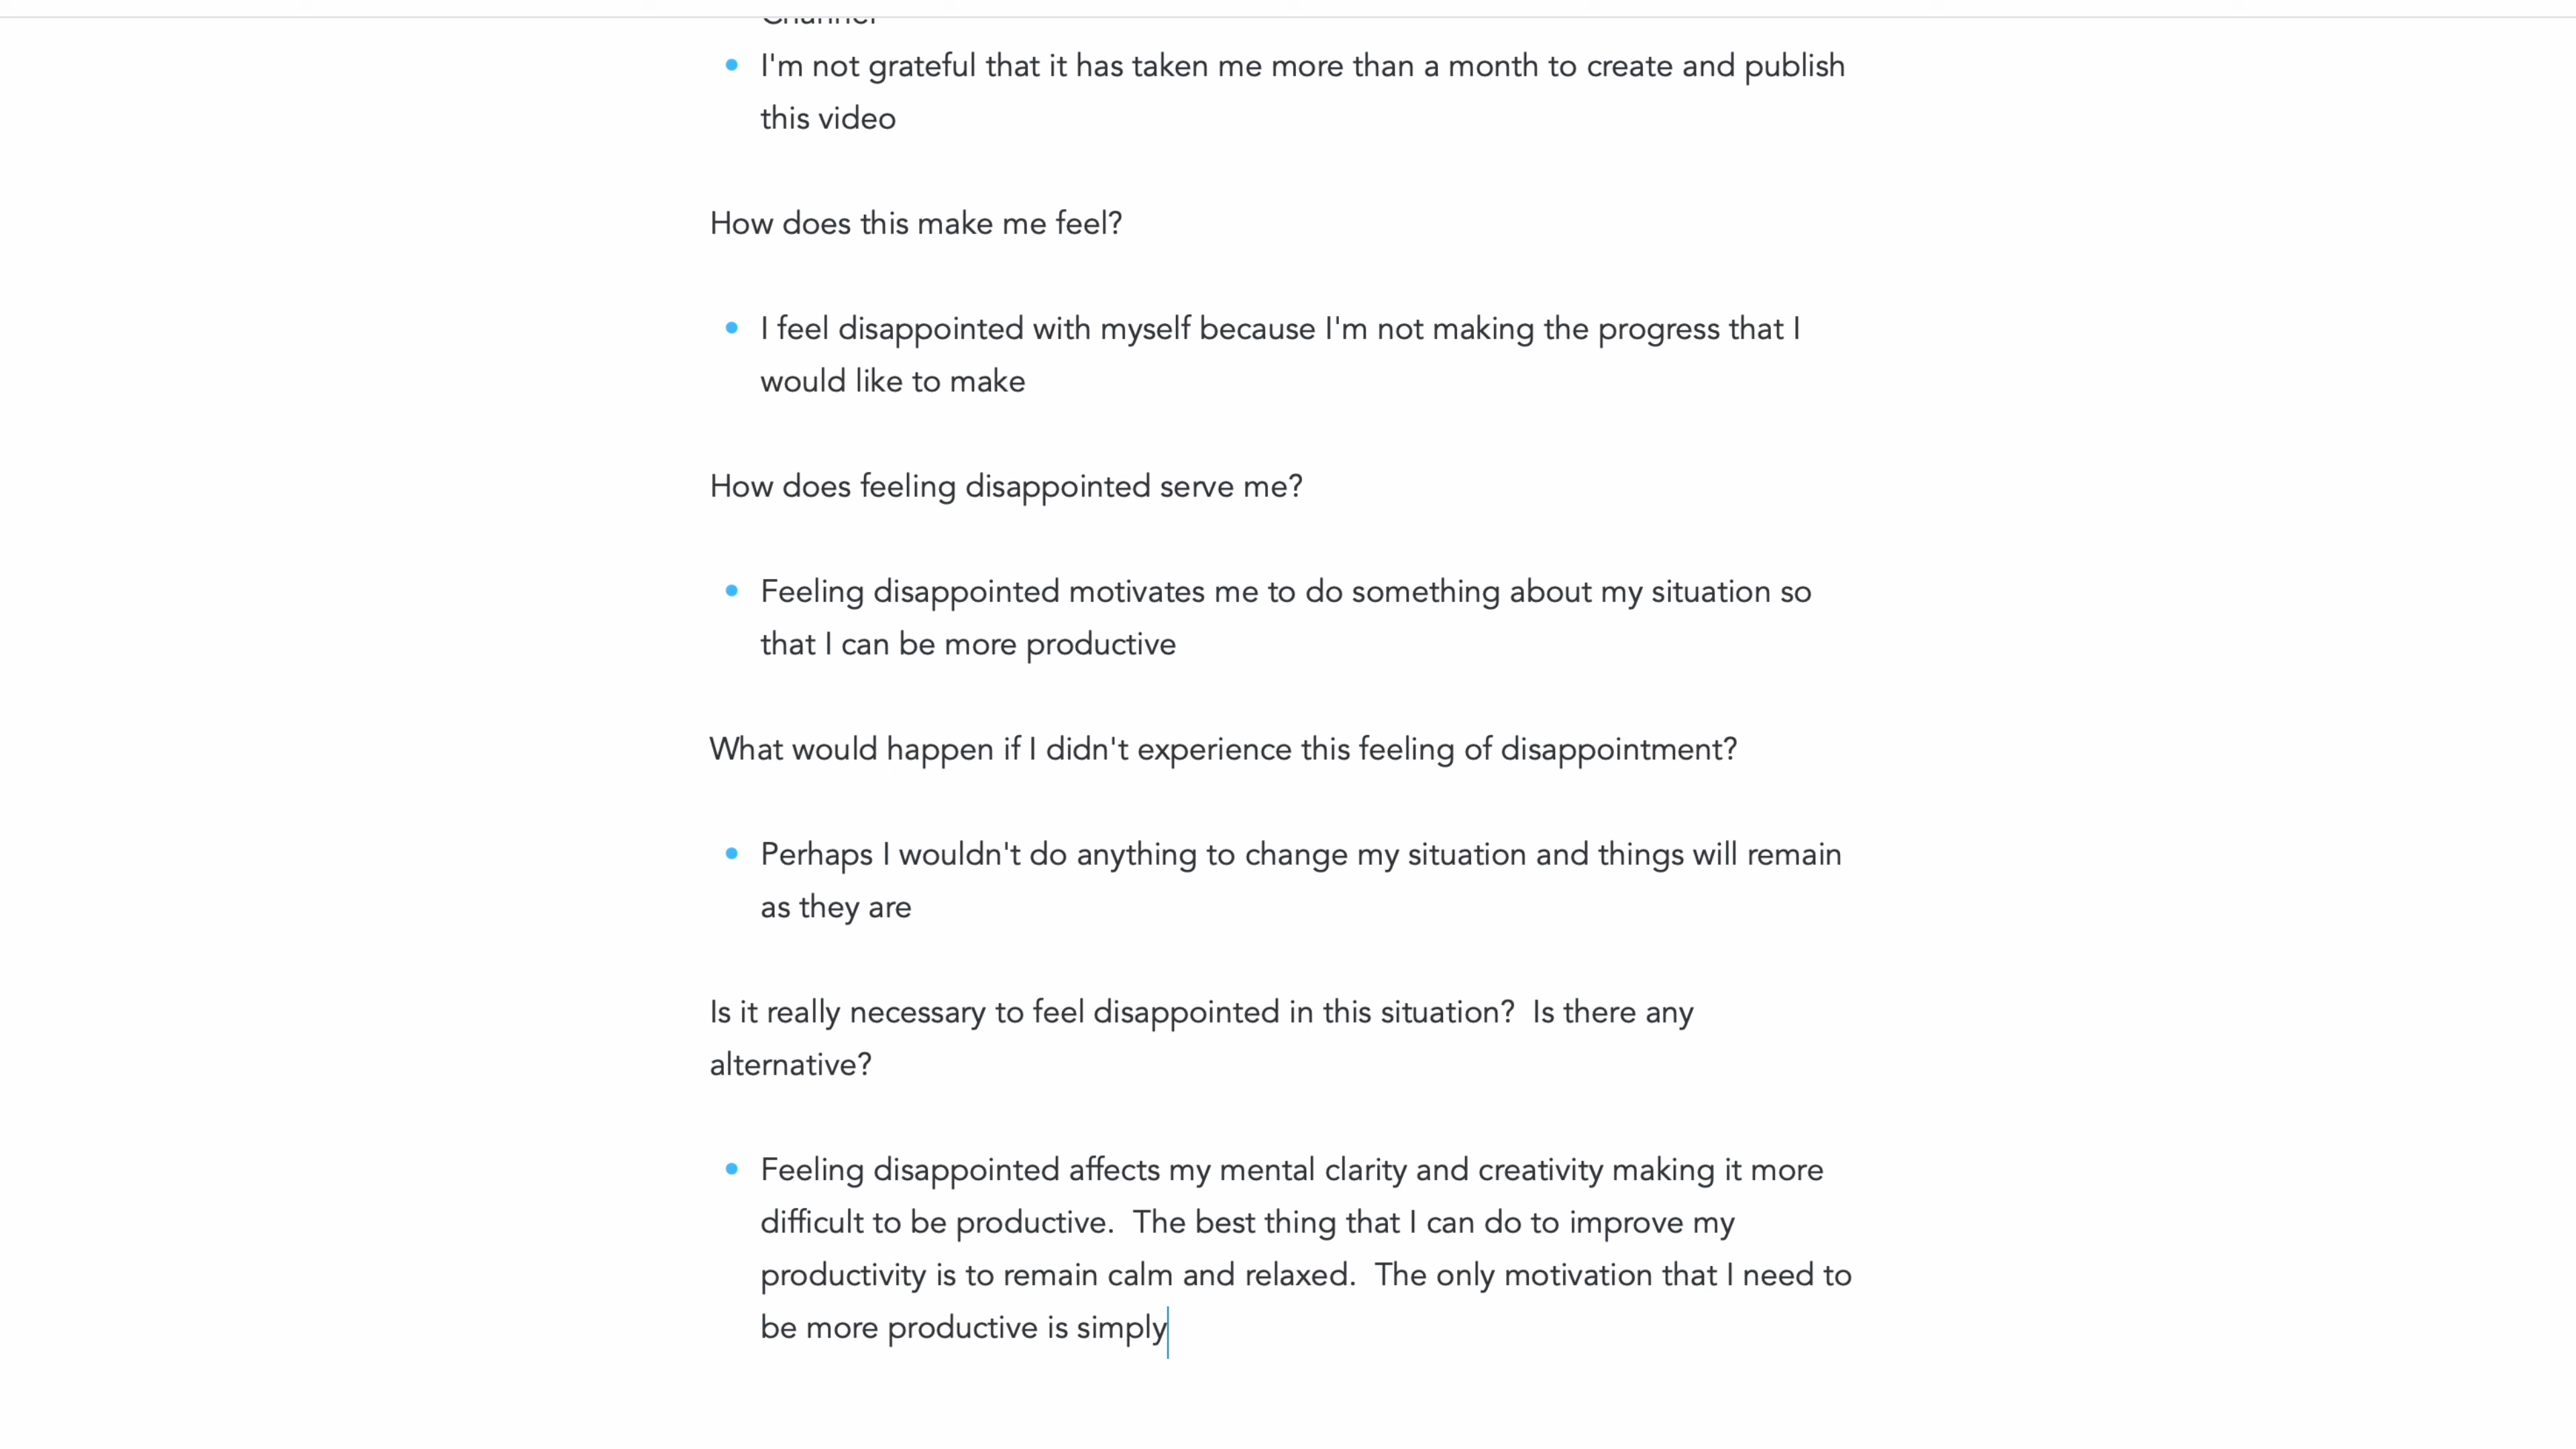 Channel
I'm not grateful that it has taken me more than a month to create and publish
this video
How does this make me feel?
I feel disappointed with myself because I'm not making the progress that I
would like to make
How does feeling disappointed serve me?
Feeling disappointed motivates me to do something about my situation so
that I can be more productive
What would happen if I didn't experience this feeling of disappointment?
Perhaps I wouldn't do anything to change my situation and things will remain
as they are
Is it really necessary to feel disappointed in this situation?  Is there any
alternative?
Feeling disappointed affects my mental clarity and creativity making it more
difficult to be productive.  The best thing that I can do to improve my
productivity is to remain calm and relaxed.  The only motivation that I need to
be more productive is simply